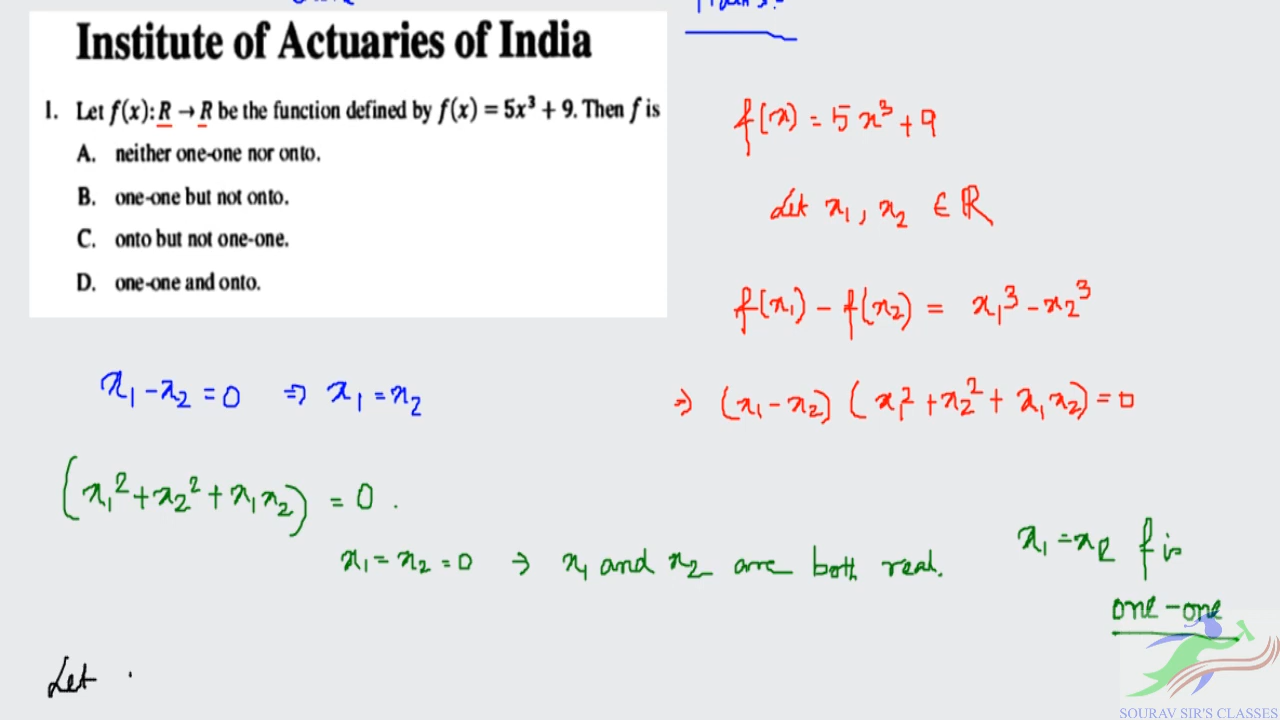 Institute of Actuaries of India
1. Let f(x): R → R be the function defined by f(x) = 5x³ + 9. Then f is
A. neither one-one nor onto.
B. one-one but not onto.
C. onto but not one-one.
D. one-one and onto.
f(x) = 5x³ + 9
Let x₁, x₂ ∈ ℝ
f(x₁) - f(x₂) = x₁³ - x₂³
⇒ (x₁ - x₂) (x₁² + x₂² + x₁x₂) = 0
x₁ - x₂ = 0 ⇒ x₁ = x₂
(x₁² + x₂² + x₁x₂) = 0.
x₁ = x₂ = 0 → x₁ and x₂ are both real.
x₁ = x₂ f is
one-one
Let
SOURAV SIR'S CLASSES